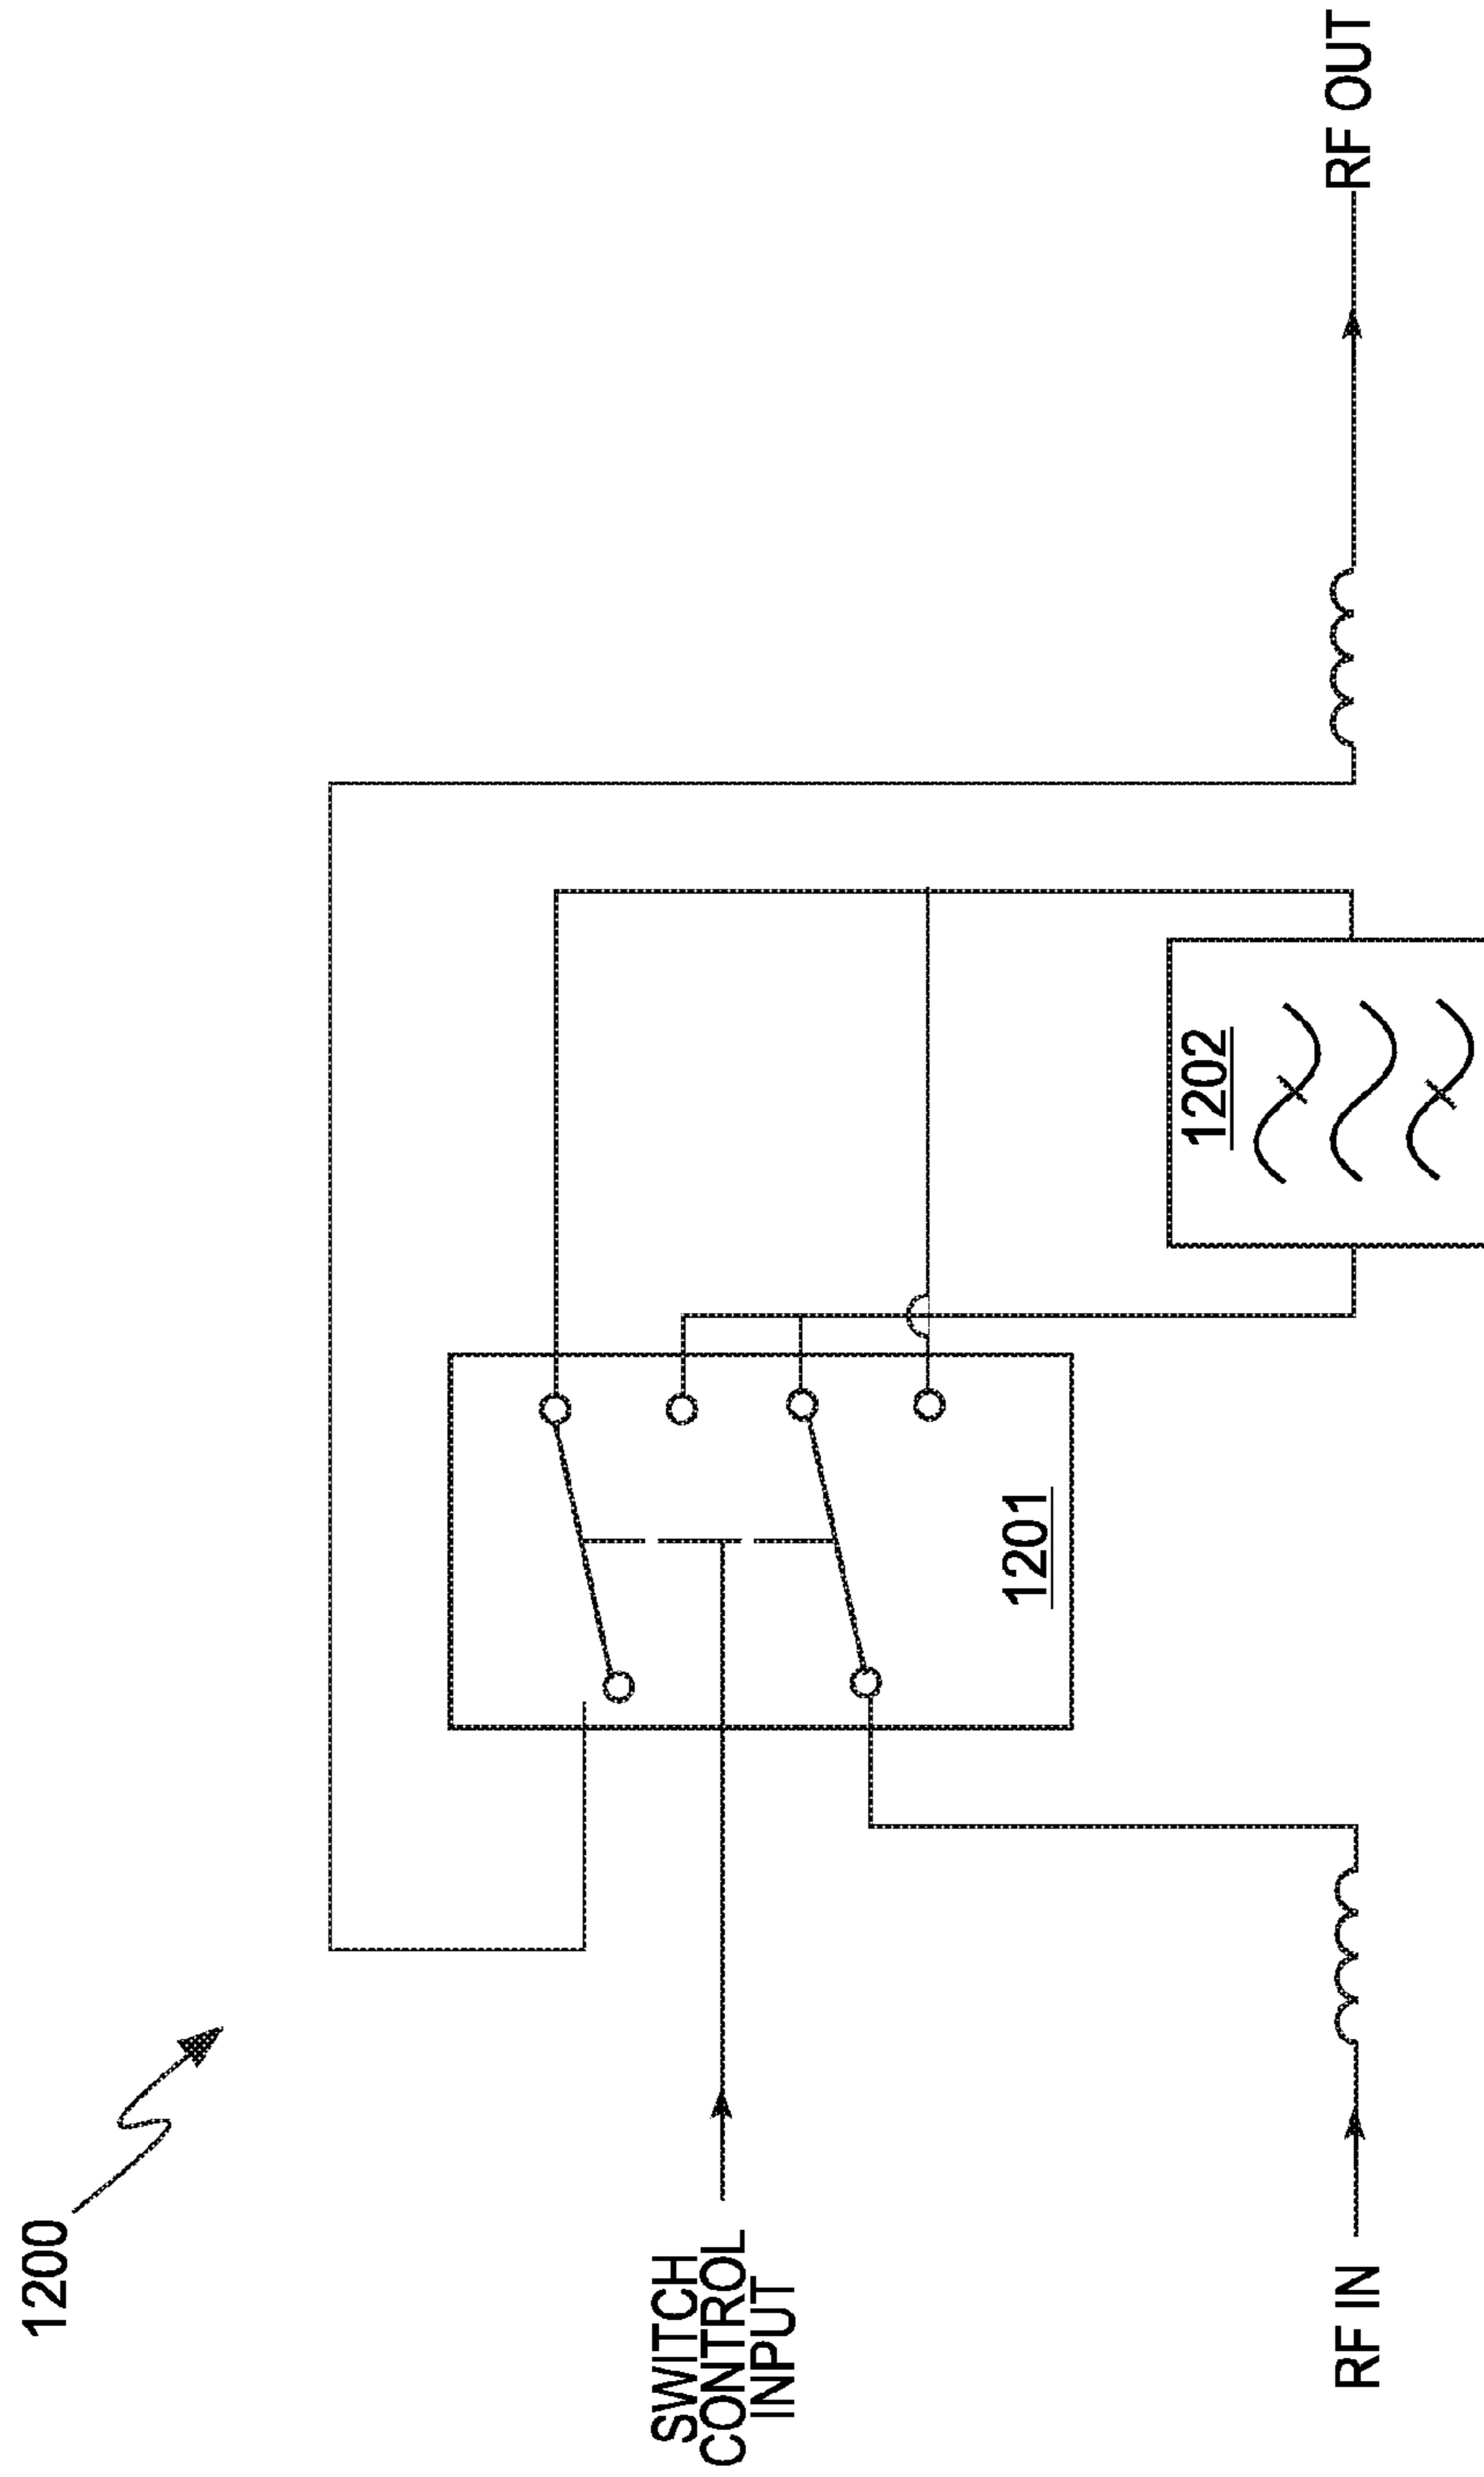 1200
SWITCH
CONTROL
INPUT
RF IN
1201
1202
RF OUT